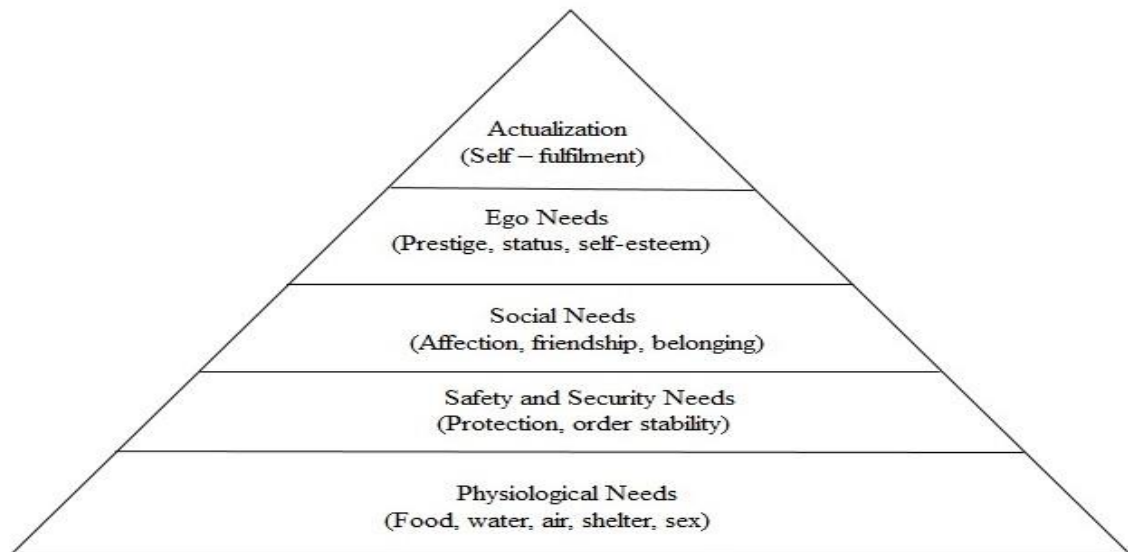 Actualization
(Self – fulfilment)
Ego Needs
(Prestige, status, self-esteem)
Social Needs
(Affection, friendship, belonging)
Safety and Security Needs
(Protection, order stability)
Physiological Needs
(Food, water, air, shelter, sex)